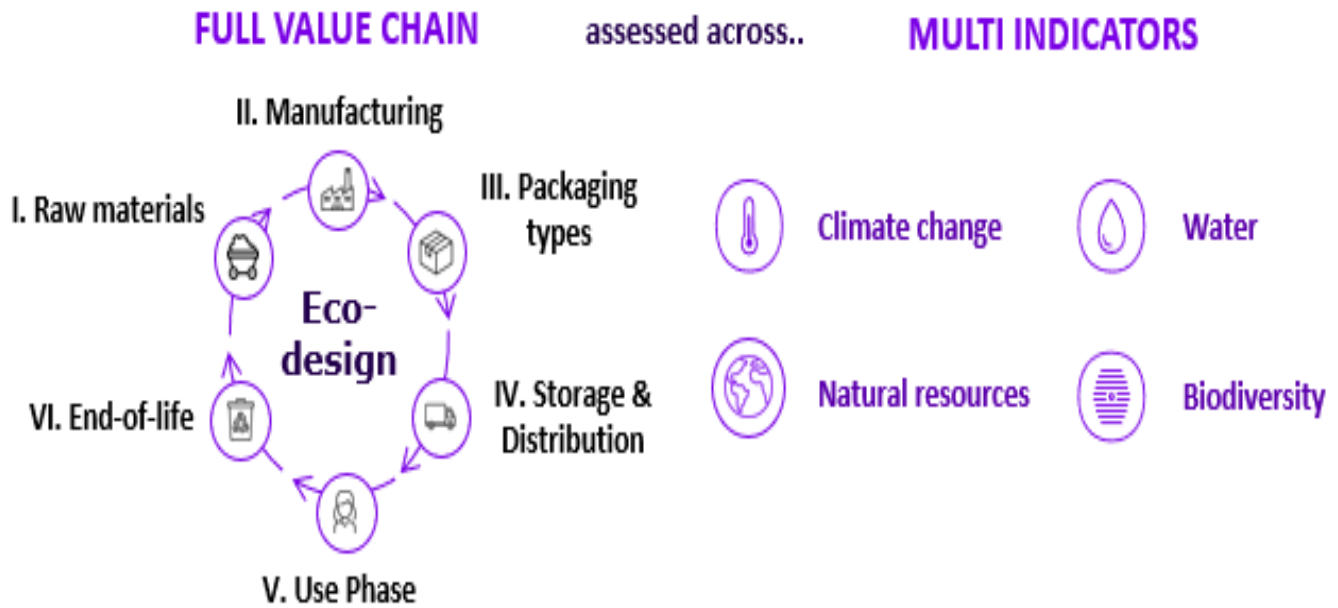 FULL VALUE CHAIN
assessed across..
MULTI INDICATORS
II. Manufacturing
I. Raw materials
III. Packaging
types
Eco-
design
VI. End-of-life
IV. Storage &
Distribution
V. Use Phase
Climate change
Water
Natural resources
Biodiversity